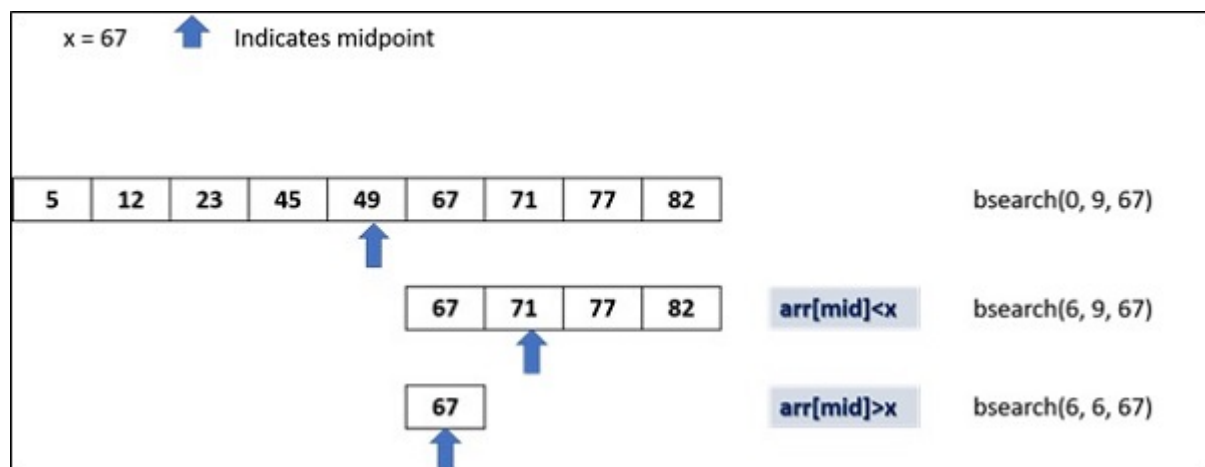 x = 67 Indicates midpoint
5 12 23 45 49 67 71 77 82 bsearch(0, 9, 67)
67 71 77 82 arr[mid]<x bsearch(6, 9, 67)
67 arr[mid]>x bsearch(6, 6, 67)